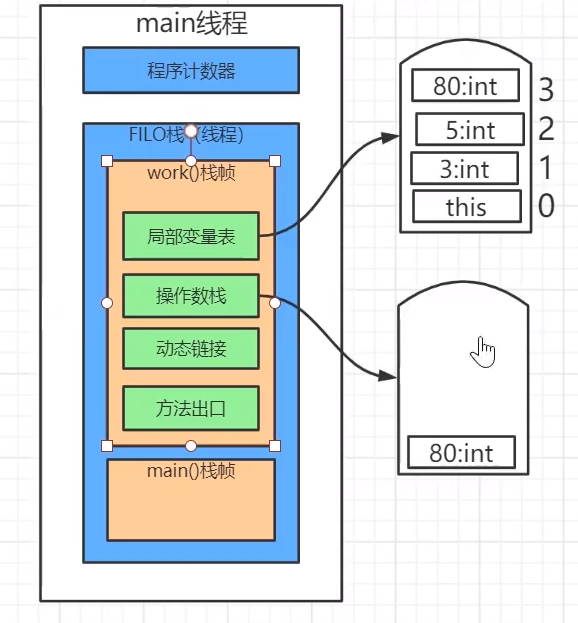 main线程
程序计数器
FILO栈 (线程)
work()栈帧
局部变量表
操作数栈
动态链接
方法出口
main()栈帧
80:int 3
5:int 2
3:int 1
this 0
80:int